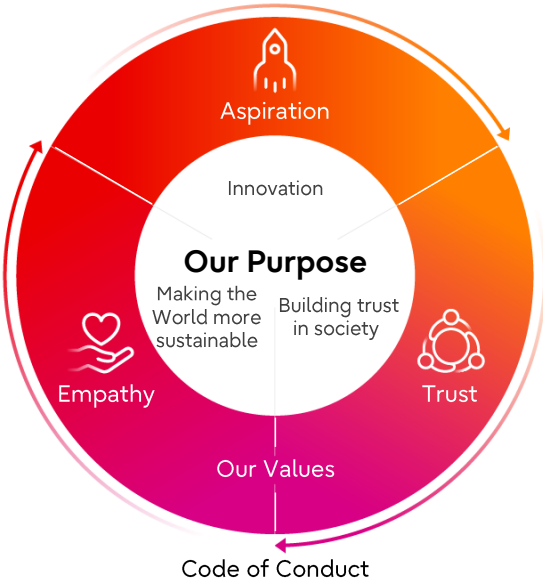 Aspiration
Innovation
Our Purpose
Making the
World more
sustainable
Building trust
in society
Empathy
Trust
Our Values
Code of Conduct